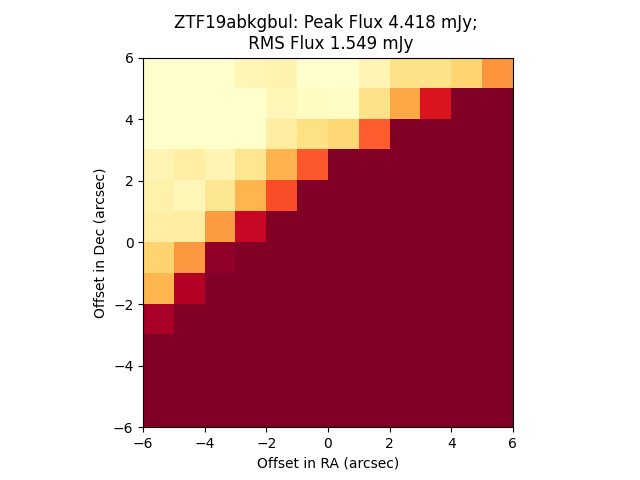 ZTF19abkgbul: Peak Flux 4.418 mJy;
RMS Flux 1.549 mJy
6
4
2
0
−2
−4
−6
Offset in Dec (arcsec)
−6 −4 −2 0 2 4 6
Offset in RA (arcsec)